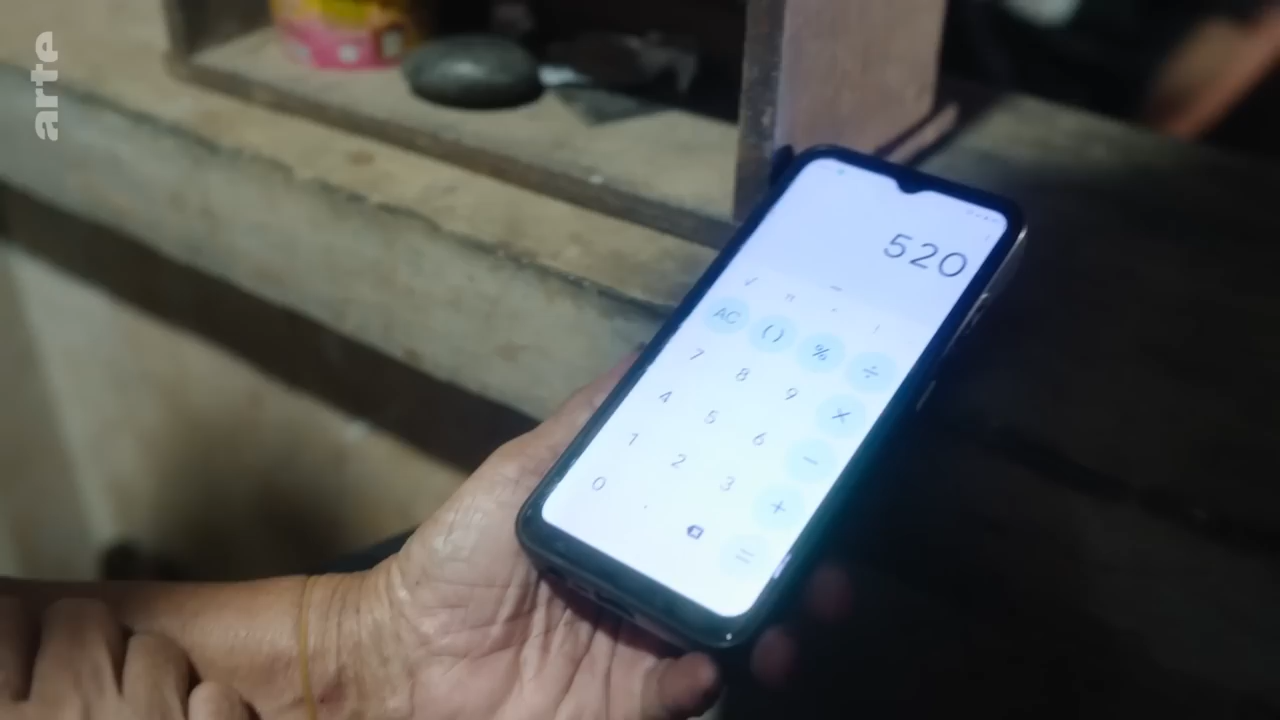 arte
520
√ π ^ !
AC ( ) % ÷
7 8 9 ×
4 5 6 −
1 2 3 +
0 . =